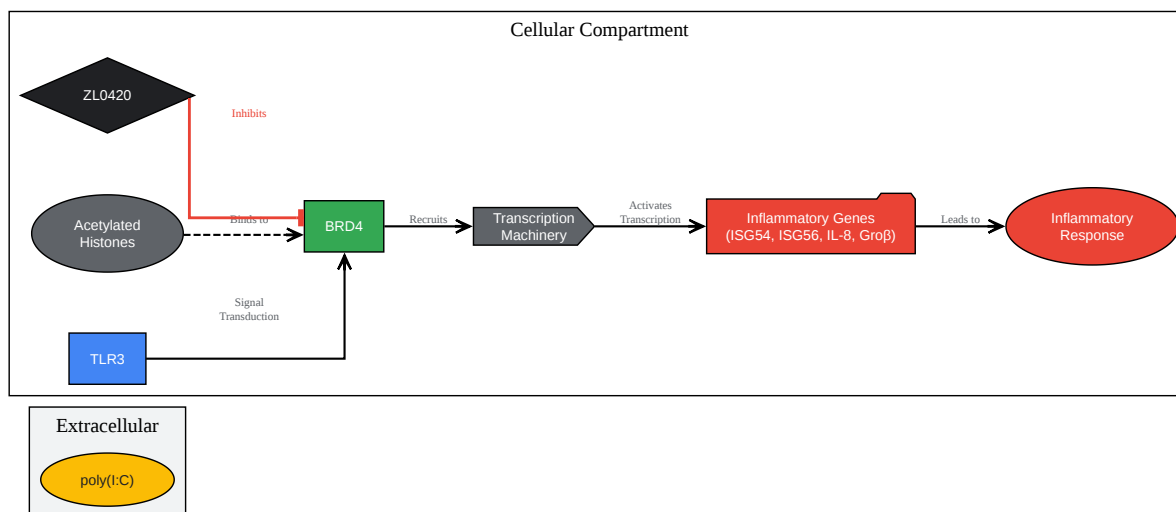 Cellular Compartment
ZL0420
Inhibits
Acetylated
Histones
Binds to
BRD4
Recruits
Transcription
Machinery
Activates
Transcription
Inflammatory Genes
(ISG54, ISG56, IL-8, Groβ)
Leads to
Inflammatory
Response
Signal
Transduction
TLR3
Extracellular
poly(I:C)